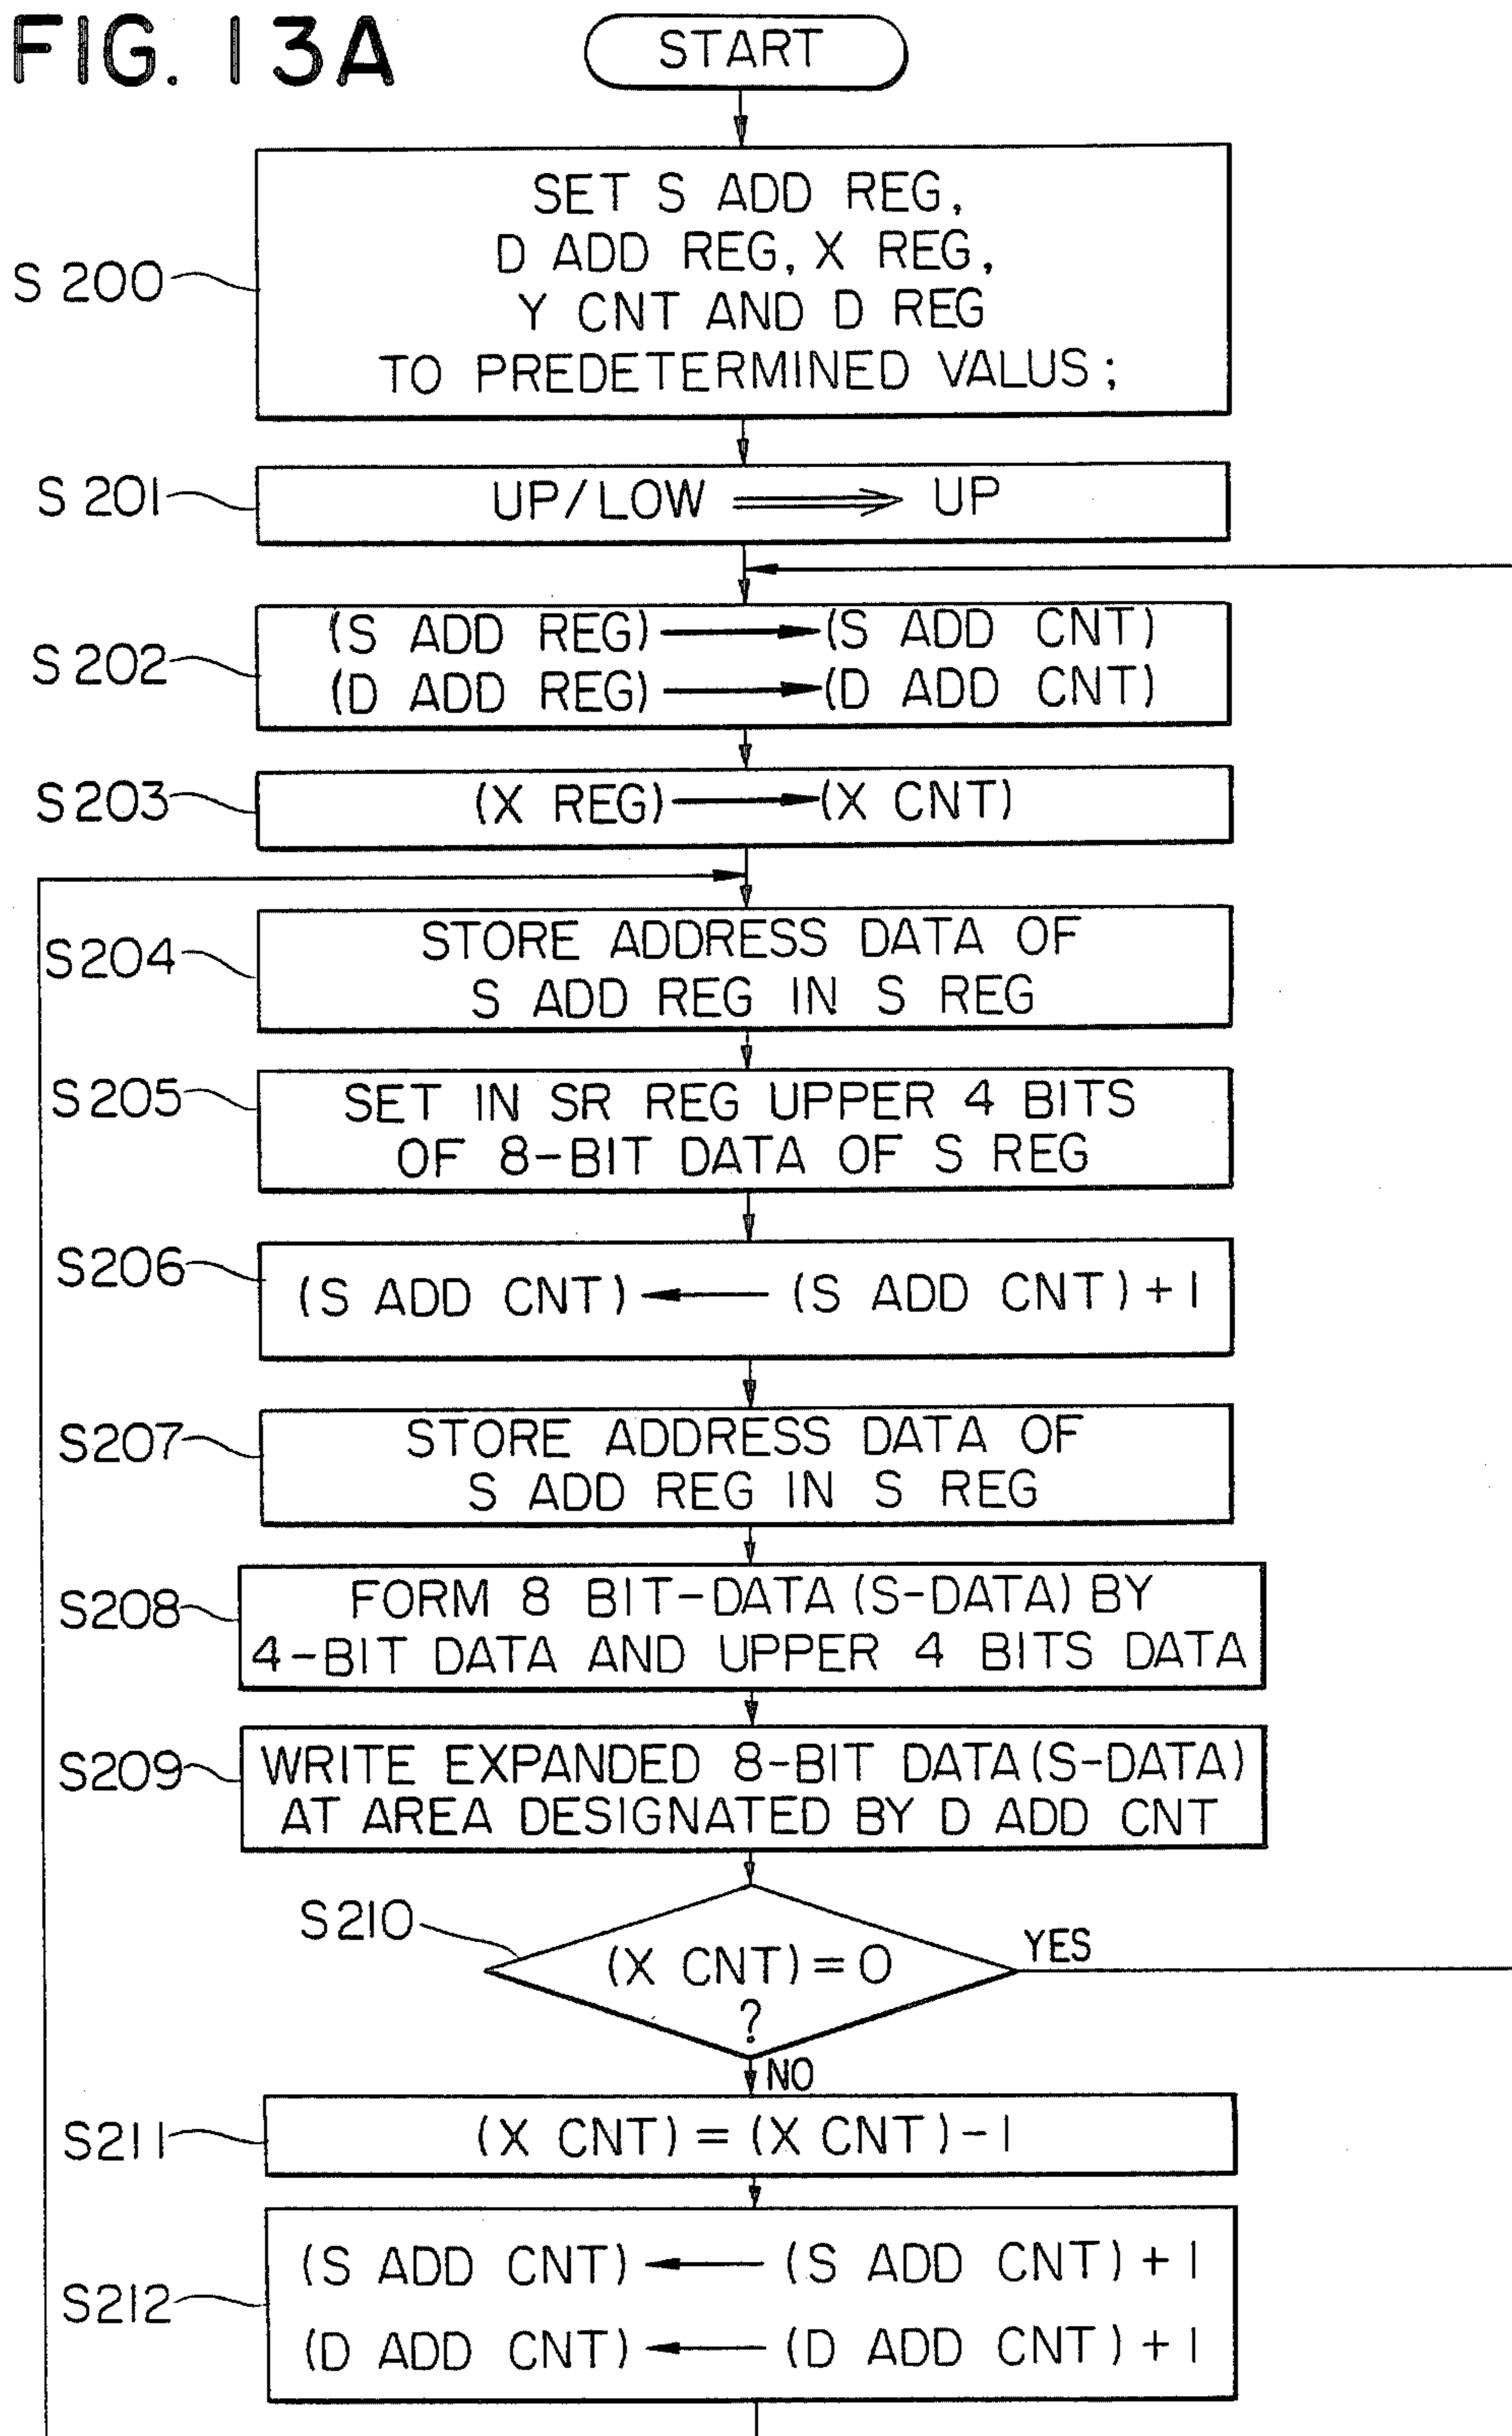 FIG. 13A
START
S200
SET S ADD REG,
D ADD REG, X REG,
Y CNT AND D REG
TO PREDETERMINED VALUS;
S201
UP/LOW ⟹ UP
S202
(S ADD REG)→(S ADD CNT)
(D ADD REG)→(D ADD CNT)
S203
(X REG)→(X CNT)
S204
STORE ADDRESS DATA OF
S ADD REG IN S REG
S205
SET IN SR REG UPPER 4 BITS
OF 8-BIT DATA OF S REG
S206
(S ADD CNT) ← (S ADD CNT)+1
S207
STORE ADDRESS DATA OF
S ADD REG IN S REG
S208
FORM 8 BIT-DATA (S-DATA) BY
4-BIT DATA AND UPPER 4 BITS DATA
S209
WRITE EXPANDED 8-BIT DATA(S-DATA)
AT AREA DESIGNATED BY D ADD CNT
S210
(X CNT)=0
?
YES
NO
S211
(X CNT)=(X CNT)-1
S212
(S ADD CNT) ← (S ADD CNT)+1
(D ADD CNT) ← (D ADD CNT)+1